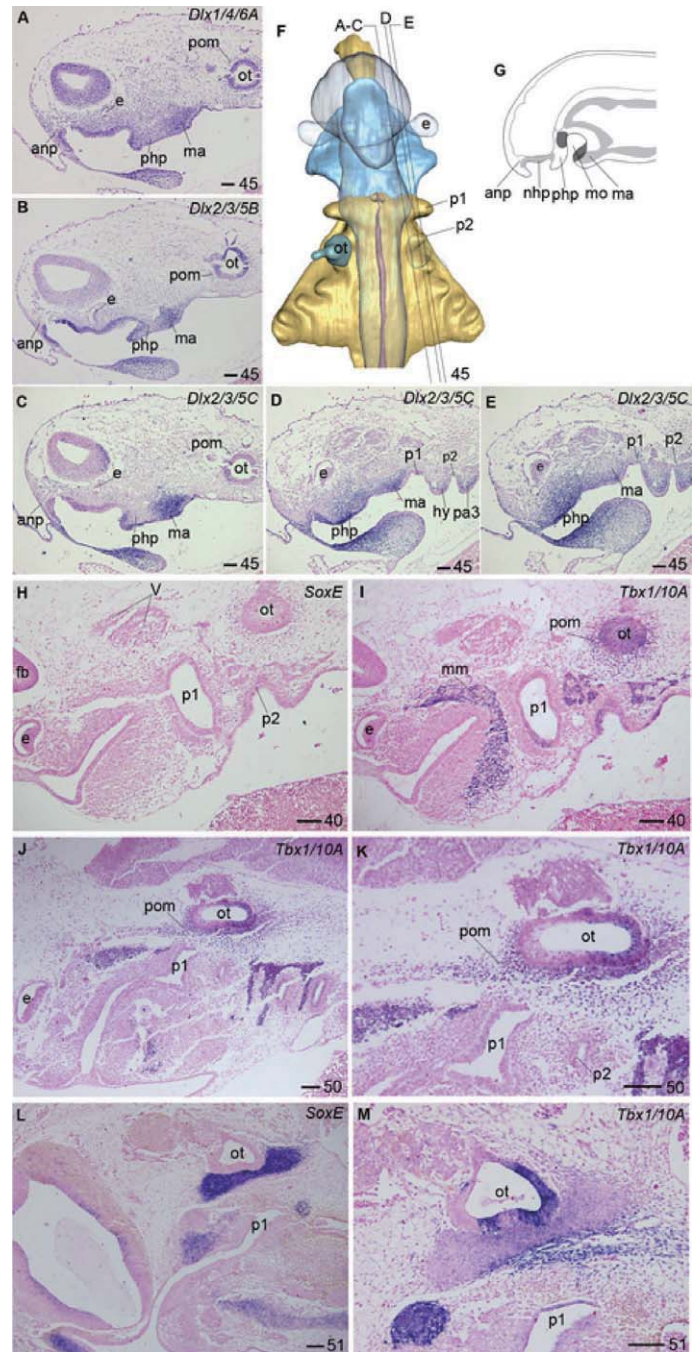 A
Dlx1/4/6A
pom
ot
e
anp
php
ma
45
B
Dlx2/3/5B
ot
pom
e
anp
php
ma
45
C
Dlx2/3/5C
pom
e
ot
anp
php
ma
45
D
Dlx2/3/5C
e
p1
p2
ma
php
hy
pa3
45
E
Dlx2/3/5C
p1
p2
e
ma
php
45
F
A-C
D
E
e
p1
p2
ot
45
G
anp
nhp
php
mo
ma
H
SoxE
V
ot
fb
p1
e
p2
40
I
Tbx1/10A
pom
ot
mm
p1
e
40
J
Tbx1/10A
pom
ot
p1
e
50
K
Tbx1/10A
ot
pom
p1
p2
50
L
SoxE
ot
p1
51
M
Tbx1/10A
ot
p1
51